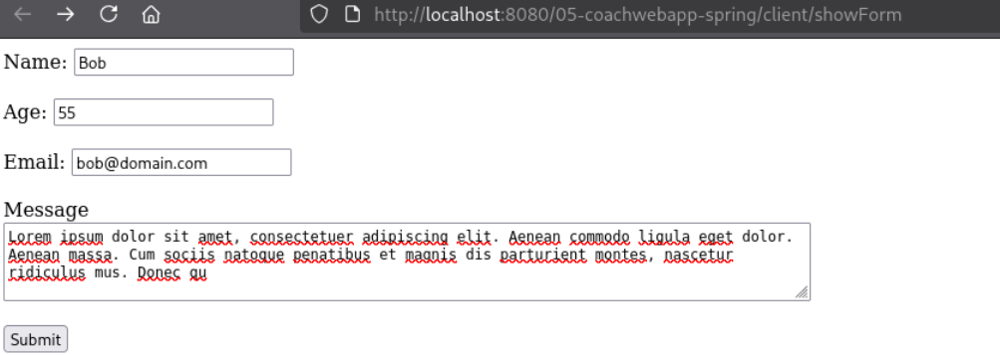 http://localhost:8080/05-coachwebapp-spring/client/showForm
Name: Bob
Age: 55
Email: bob@domain.com
Message
Lorem ipsum dolor sit amet, consectetuer adipiscing elit. Aenean commodo ligula eget dolor.
Aenean massa. Cum sociis natoque penatibus et magnis dis parturient montes, nascetur
ridiculus mus. Donec qu
Submit